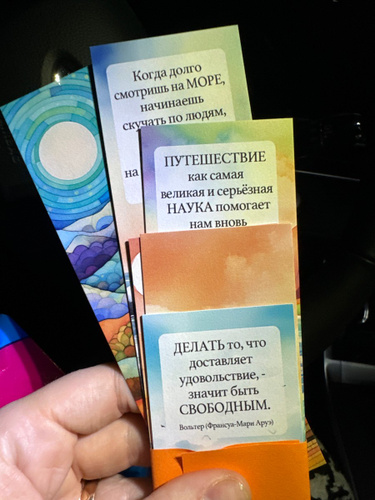 Когда долго
смотришь на МОРЕ,
начинаешь
скучать по людям,
на
ПУТЕШЕСТВИЕ
как самая
великая и серьёзная
НАУКА помогает
нам вновь
ДЕЛАТЬ то, что
доставляет
удовольствие, -
значит быть
СВОБОДНЫМ.
Вольтер (Франсуа-Мари Аруэ)